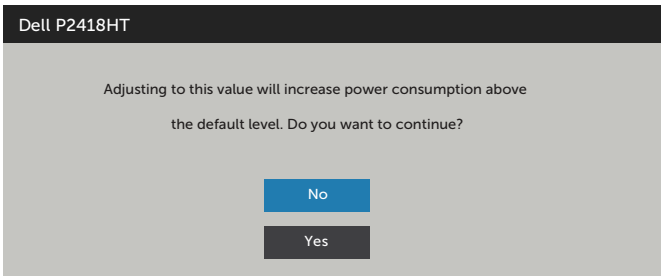 Dell P2418HT
Adjusting to this value will increase power consumption above
the default level. Do you want to continue?
No
Yes